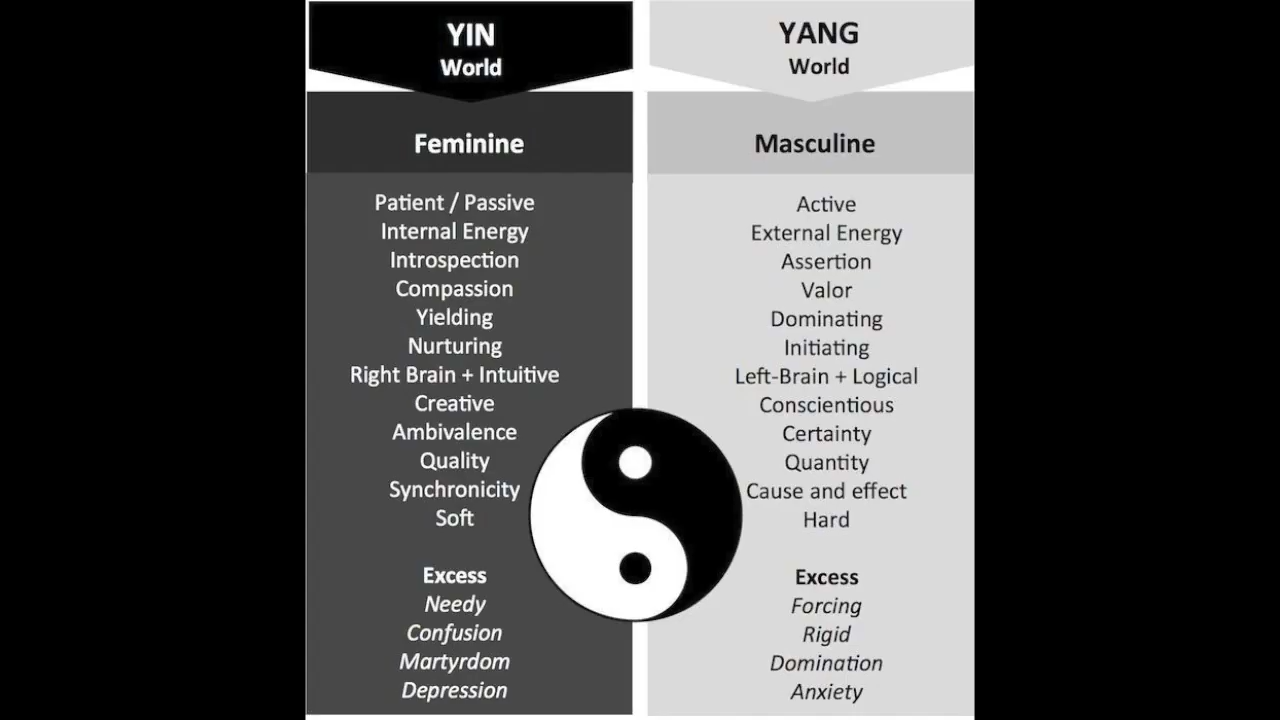 YIN
World
Feminine
Patient / Passive
Internal Energy
Introspection
Compassion
Yielding
Nurturing
Right Brain + Intuitive
Creative
Ambivalence
Quality
Synchronicity
Soft
Excess
Needy
Confusion
Martyrdom
Depression
YANG
World
Masculine
Active
External Energy
Assertion
Valor
Dominating
Initiating
Left-Brain + Logical
Conscientious
Certainty
Quantity
Cause and effect
Hard
Excess
Forcing
Rigid
Domination
Anxiety